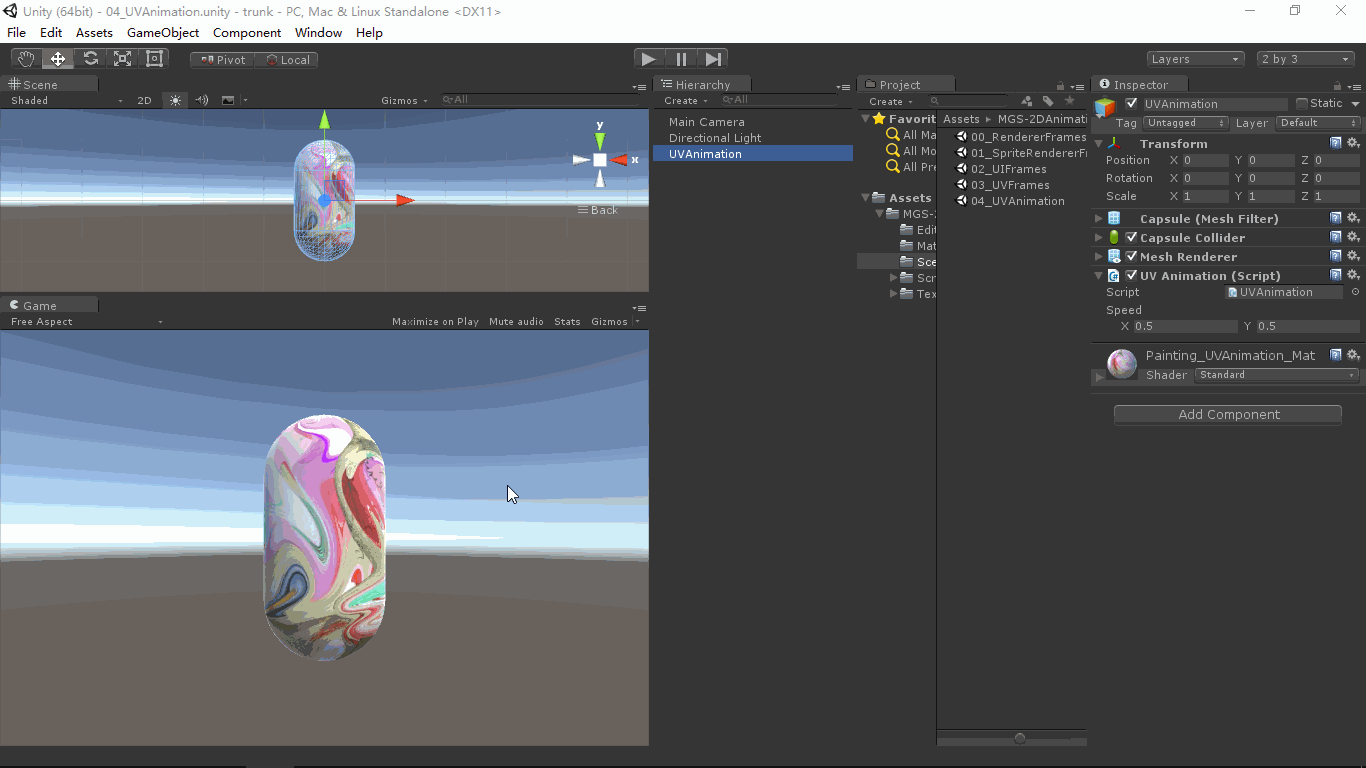 Unity (64bit) - 04_UVAnimation.unity - trunk - PC, Mac & Linux Standalone <DX11>
File Edit Assets GameObject Component Window Help
Pivot Local Layers 2 by 3
Scene
Shaded 2D Gizmos All
y
x
Back
Game
Free Aspect Maximize on Play Mute audio Stats Gizmos
Hierarchy
Create All
Main Camera
Directional Light
UVAnimation
Project
Create
Favorit
All Ma
All Mo
All Pre
Assets
MGS-2
Edit
Mat
Sce
Scr
Tex
Assets ▸ MGS-2DAnimati
00_RendererFrames
01_SpriteRendererFr
02_UIFrames
03_UVFrames
04_UVAnimation
Inspector
UVAnimation Static
Tag Untagged Layer Default
Transform
Position X 0 Y 0 Z 0
Rotation X 0 Y 0 Z 0
Scale X 1 Y 1 Z 1
Capsule (Mesh Filter)
Capsule Collider
Mesh Renderer
UV Animation (Script)
Script UVAnimation
Speed
X 0.5 Y 0.5
Painting_UVAnimation_Mat
Shader Standard
Add Component